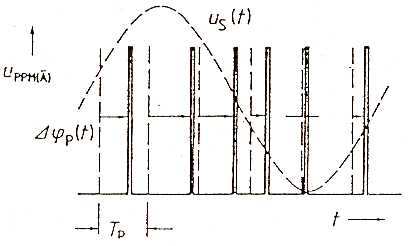 u_S(t)
u_PPM(Ā)
Δφ_P(t)
t
T_P